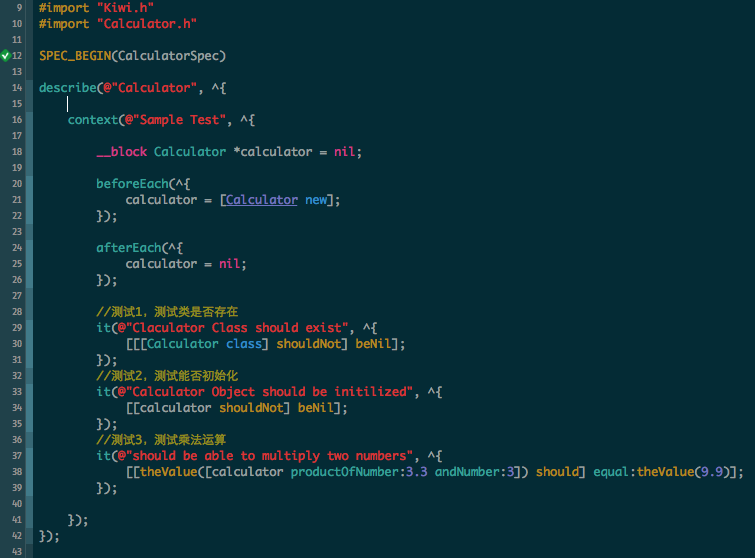 9 #import "Kiwi.h"
10 #import "Calculator.h"
11
12 SPEC_BEGIN(CalculatorSpec)
13
14 describe(@"Calculator", ^{
15
16     context(@"Sample Test", ^{
17
18         __block Calculator *calculator = nil;
19
20         beforeEach(^{
21             calculator = [Calculator new];
22         });
23
24         afterEach(^{
25             calculator = nil;
26         });
27
28         //测试1，测试类是否存在
29         it(@"Claculator Class should exist", ^{
30             [[[Calculator class] shouldNot] beNil];
31         });
32         //测试2，测试能否初始化
33         it(@"Calculator Object should be initilized", ^{
34             [[calculator shouldNot] beNil];
35         });
36         //测试3，测试乘法运算
37         it(@"should be able to multiply two numbers", ^{
38             [[theValue([calculator productOfNumber:3.3 andNumber:3]) should] equal:theValue(9.9)];
39         });
40
41     });
42 });
43